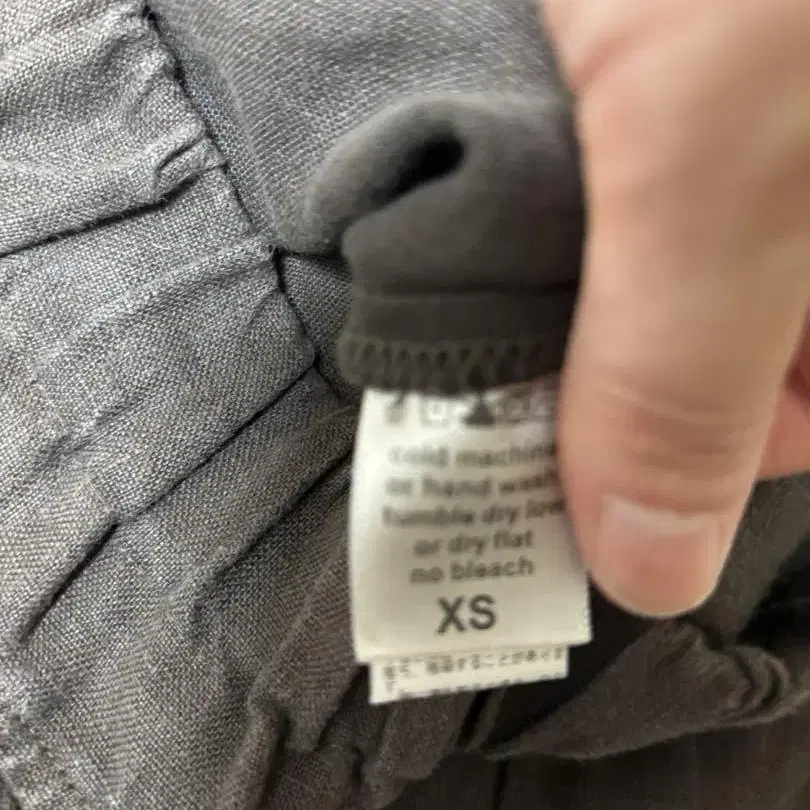 cold machine
or hand wash
tumble dry low
or dry flat
no bleach
XS